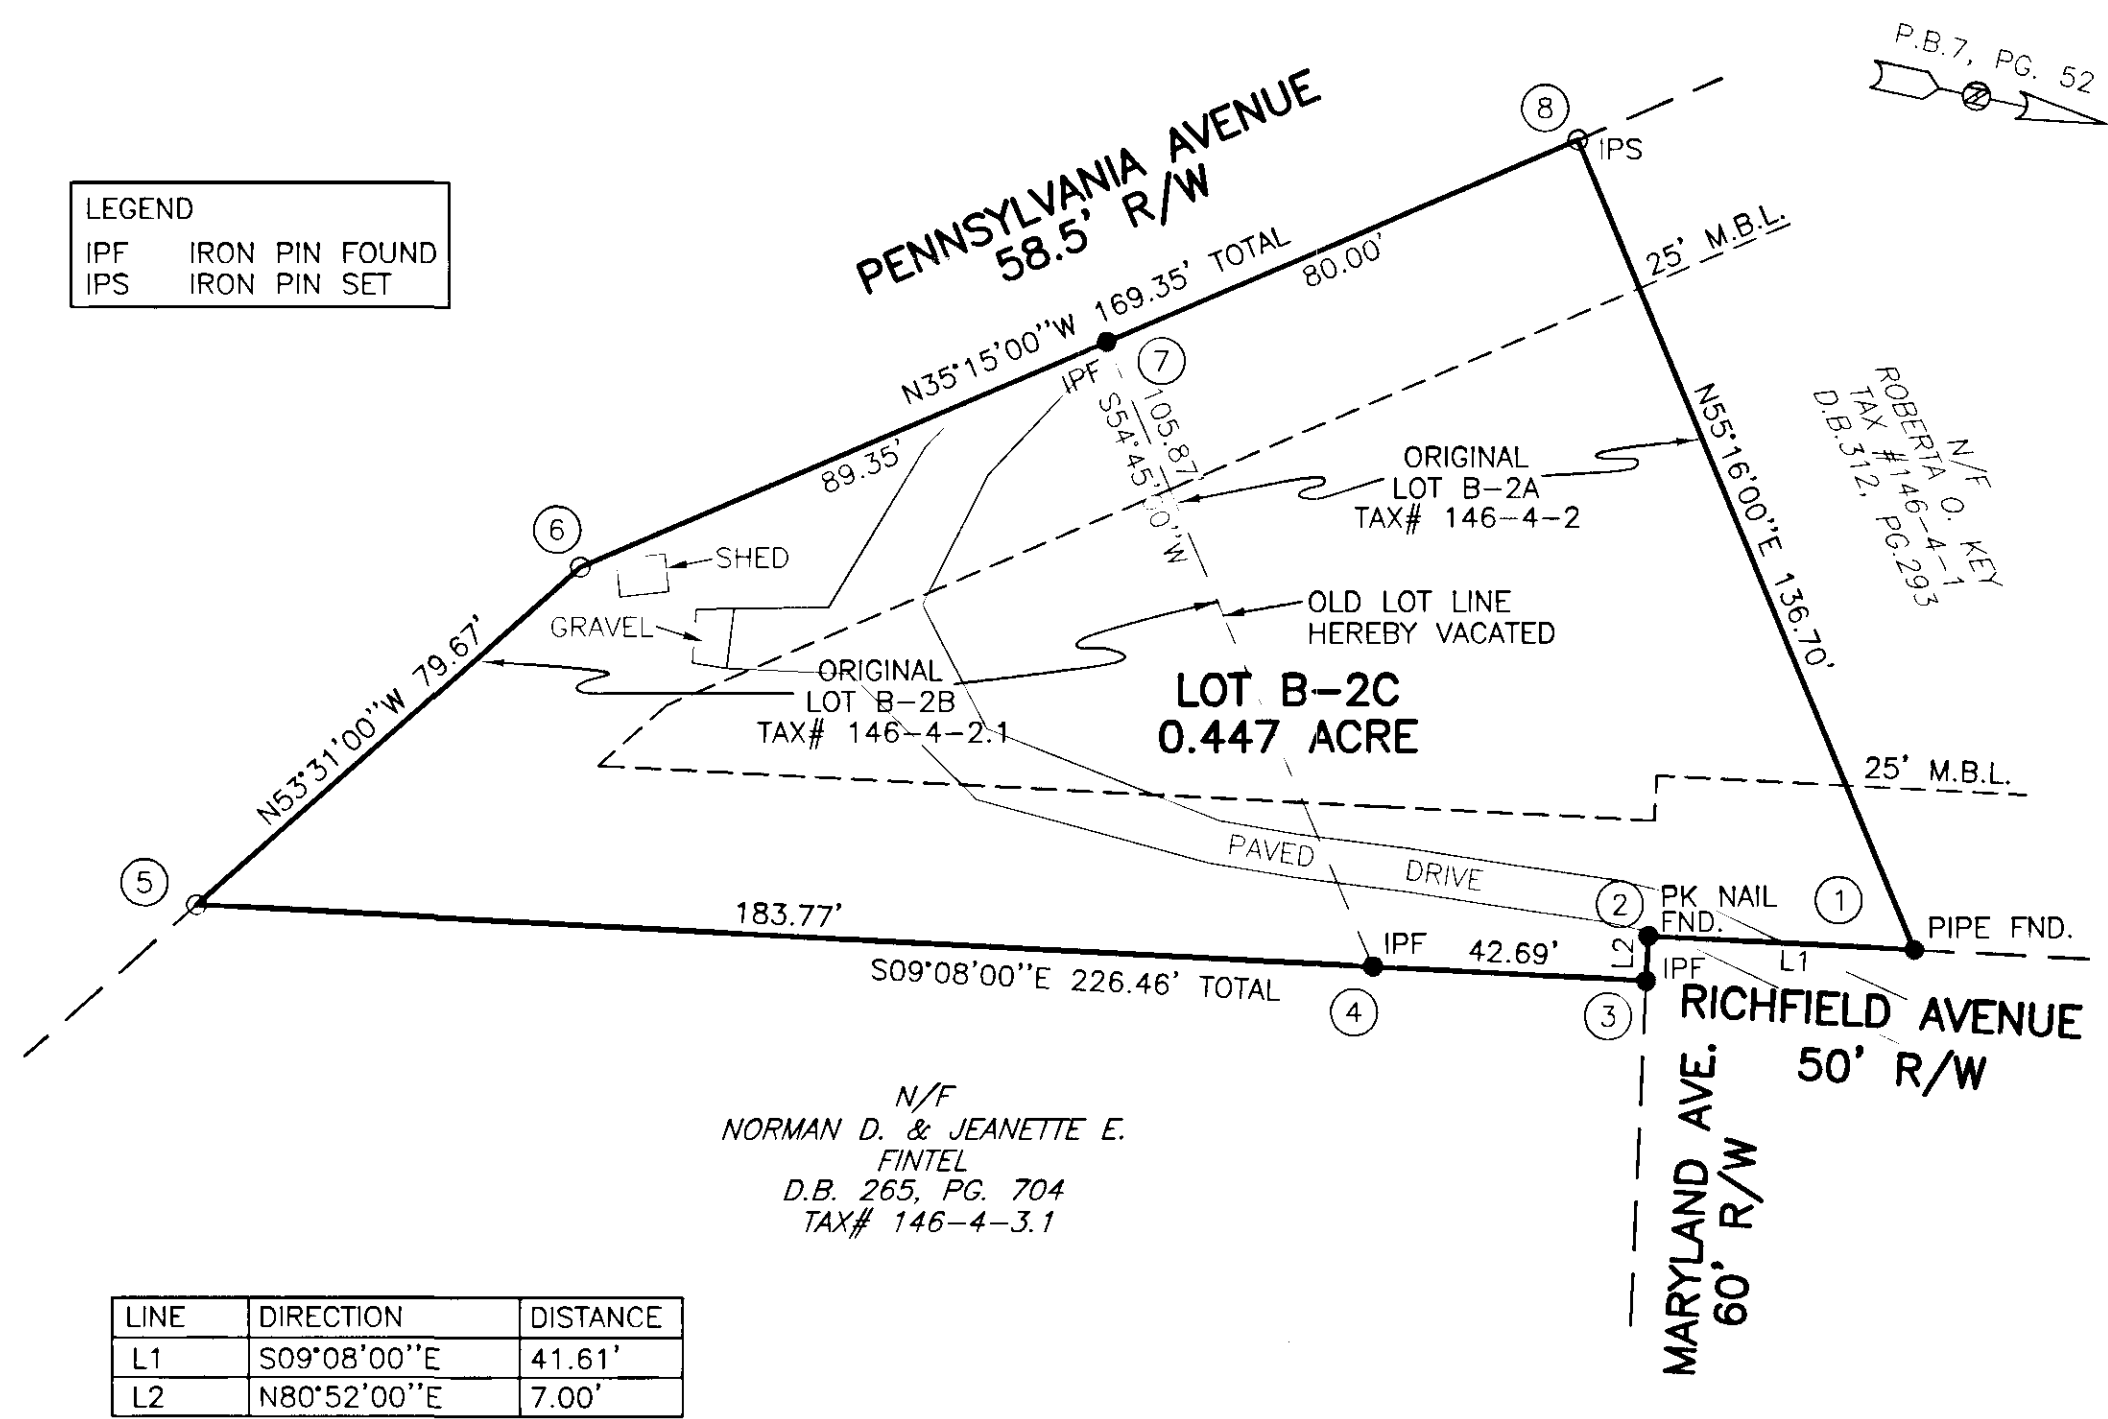 P.B.7, PG. 52
8
IPS
PENNSYLVANIA AVENUE
58.5' R/W
LEGEND
IPF IRON PIN FOUND
IPS IRON PIN SET
25' M.B.L.
N35°15'00"W 169.35' TOTAL
80.00'
89.35'
IPF
7
105.87'
S54°45'00"W
N55°16'00"E 136.70'
N/F
ROBERTA O. KEY
TAX #146-4-1
D.B.312, PG.293
ORIGINAL
LOT B-2A
TAX# 146-4-2
6
SHED
GRAVEL
OLD LOT LINE
HEREBY VACATED
N53°31'00"W 79.67'
ORIGINAL
LOT B-2B
TAX# 146-4-2.1
LOT B-2C
0.447 ACRE
25' M.B.L.
PAVED DRIVE
5
183.77'
S09°08'00"E 226.46' TOTAL
IPF
4
42.69'
2
PK NAIL
FND.
1
PIPE FND.
L2
L1
IPF
3
RICHFIELD AVENUE
50' R/W
MARYLAND AVE.
60' R/W
N/F
NORMAN D. & JEANETTE E.
FINTEL
D.B. 265, PG. 704
TAX# 146-4-3.1
LINE DIRECTION DISTANCE
L1 S09°08'00"E 41.61'
L2 N80°52'00"E 7.00'